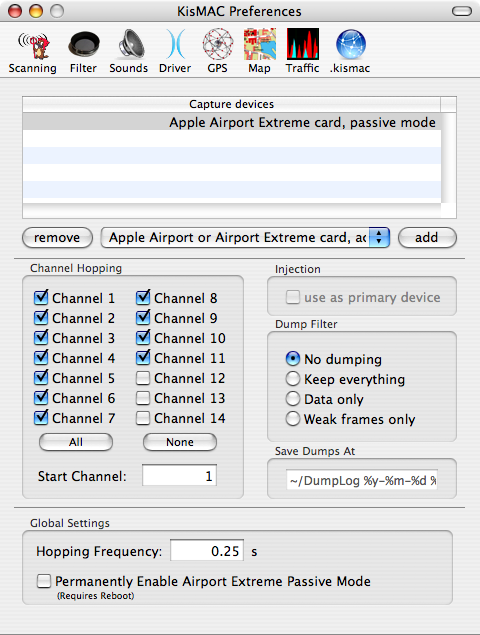 KisMAC Preferences
Scanning Filter Sounds Driver GPS Map Traffic .kismac
Capture devices
Apple Airport Extreme card, passive mode
remove Apple Airport or Airport Extreme card, ac add
Channel Hopping
Channel 1
Channel 2
Channel 3
Channel 4
Channel 5
Channel 6
Channel 7
Channel 8
Channel 9
Channel 10
Channel 11
Channel 12
Channel 13
Channel 14
All None
Start Channel: 1
Injection
use as primary device
Dump Filter
No dumping
Keep everything
Data only
Weak frames only
Save Dumps At
~/DumpLog %y-%m-%d %
Global Settings
Hopping Frequency: 0.25 s
Permanently Enable Airport Extreme Passive Mode
(Requires Reboot)